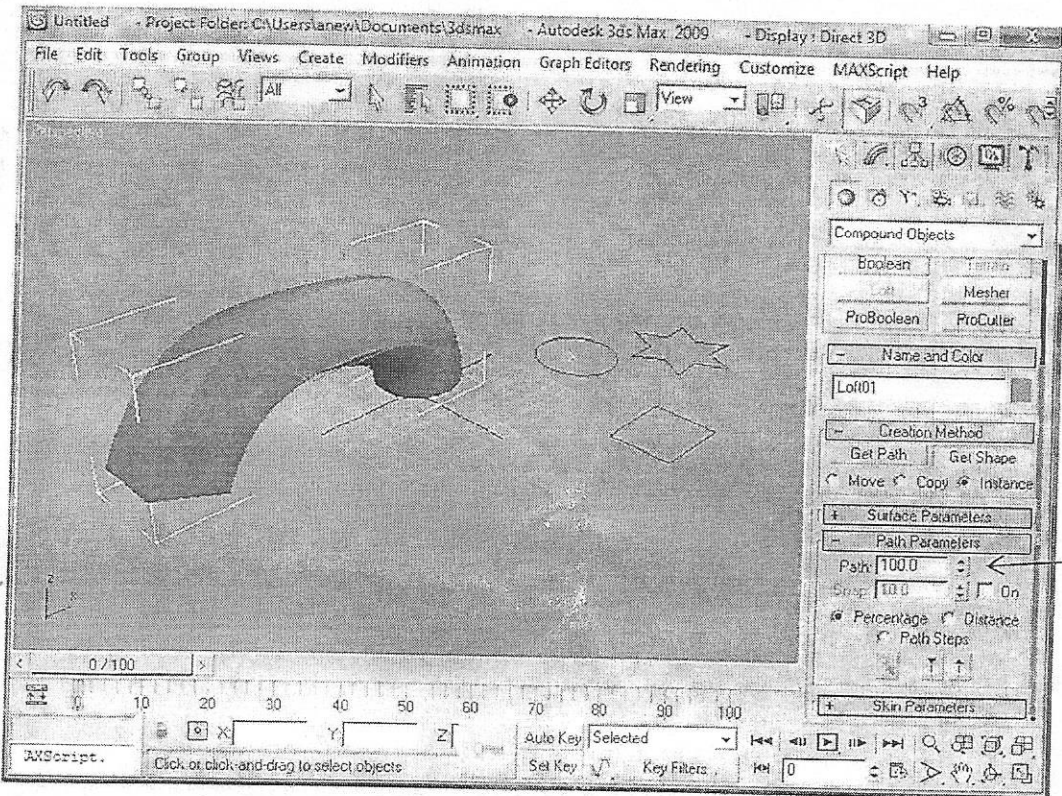 Untitled - Project Folder: C:\Users\anew\Documents\3dsmax - Autodesk 3ds Max 2009 - Display : Direct 3D
File Edit Tools Group Views Create Modifiers Animation Graph Editors Rendering Customize MAXScript Help
All View
Perspective
Compound Objects
Boolean Terrain
Loft Mesher
ProBoolean ProCutter
- Name and Color
Loft01
- Creation Method
Get Path Get Shape
Move Copy Instance
+ Surface Parameters
- Path Parameters
Path: 100.0
Snap: 10.0 On
Percentage Distance
Path Steps
+ Skin Parameters
z
x
< 0 / 100 >
0 10 20 30 40 50 60 70 80 90 100
X: Y: Z:
Auto Key Selected
AXScript.
Click or click-and-drag to select objects
Set Key Key Filters... 0